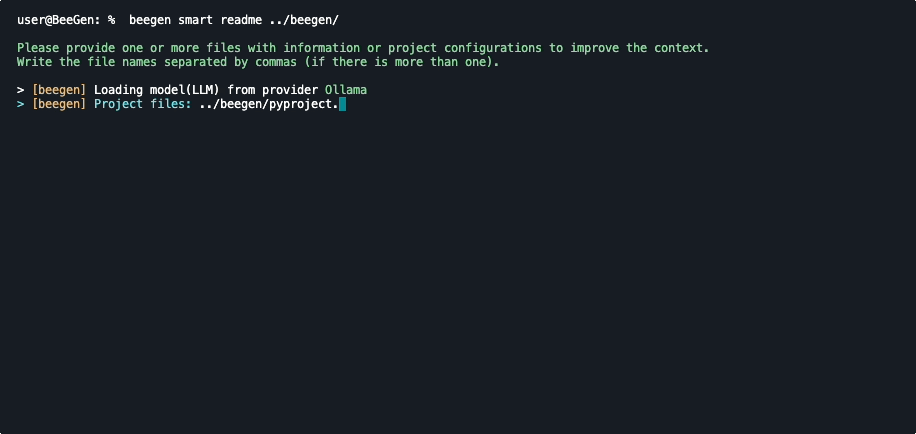 user@BeeGen: %  beegen smart readme ../beegen/
Please provide one or more files with information or project configurations to improve the context.
Write the file names separated by commas (if there is more than one).
> [beegen] Loading model(LLM) from provider Ollama
> [beegen] Project files: ../beegen/pyproject.